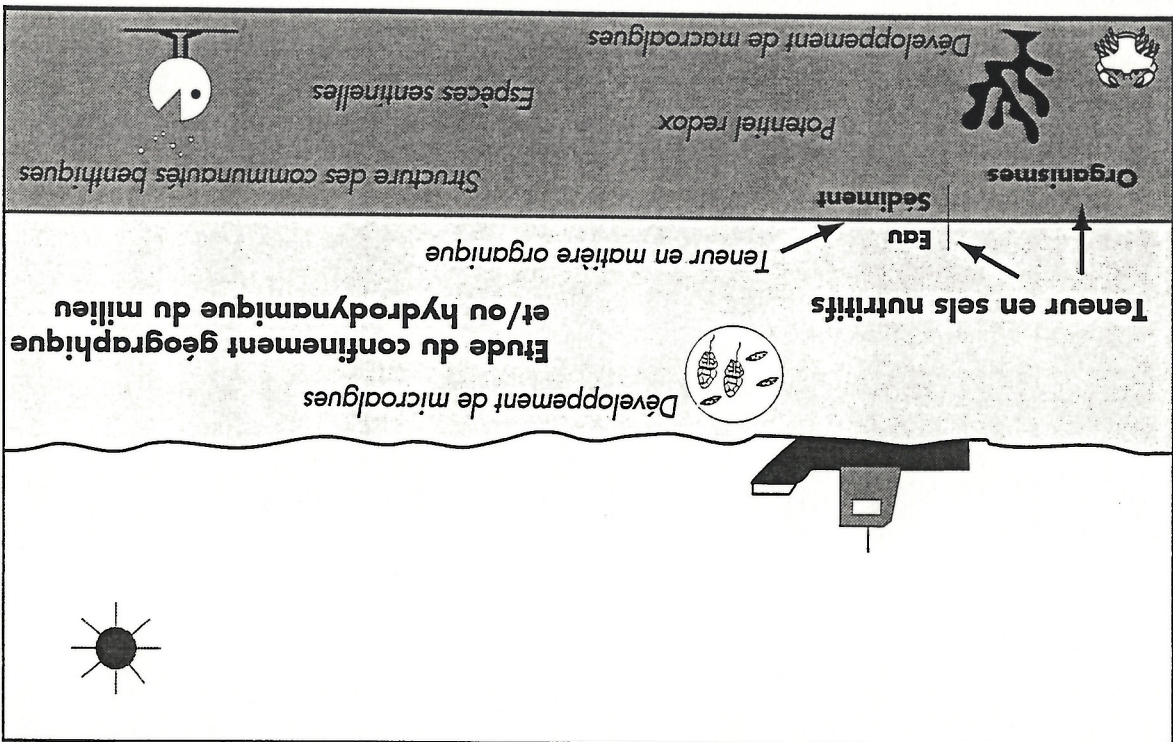 Développement de microalgues
Etude du confinement géographique
et/ou hydrodynamique du milieu
Teneur en sels nutritifs
Teneur en matière organique
Eau
Sédiment
Organismes
Structure des communautés benthiques
Potentiel redox
Espèces sentinelles
Développement de macroalgues